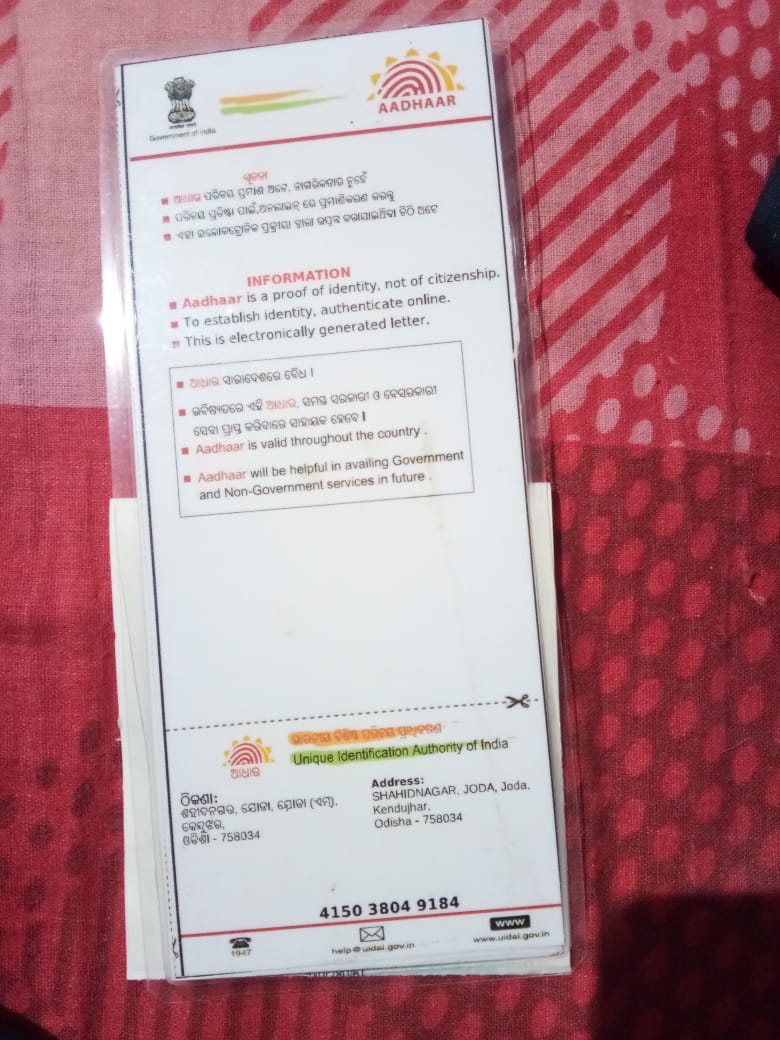 Government of India
AADHAAR
ସୂଚନା
ଆଧାର ପରିଚୟ ପ୍ରମାଣ ଅଟେ, ନାଗରିକତାର ନୁହେଁ
ପରିଚୟ ପ୍ରତିଷ୍ଠା ପାଇଁ,ଅନଲାଇନ୍ ରେ ପ୍ରମାଣିକରଣ କରନ୍ତୁ
ଏହା ଇଲେକଟ୍ରୋନିକ ପ୍ରକ୍ରୀୟା ଦ୍ୱାରା ଉତ୍ପନ୍ନ କରାଯାଇଥିବା ଚିଠି ଅଟେ
INFORMATION
Aadhaar is a proof of identity, not of citizenship.
To establish identity, authenticate online.
This is electronically generated letter.
ଆଧାର ସାରାଦେଶରେ ବୈଧ ।
ଭବିଷ୍ୟତରେ ଏହି ଆଧାର, ସମସ୍ତ ସରକାରୀ ଓ ବେସରକାରୀ
ସେବା ପ୍ରାପ୍ତ କରିବାରେ ସାହାୟକ ହେବେ ।
Aadhaar is valid throughout the country .
Aadhaar will be helpful in availing Government
and Non-Government services in future .
ଭାରତୀୟ ବିଶିଷ୍ଟ ପରିଚୟ ପ୍ରାଧିକରଣ
Unique Identification Authority of India
ଆଧାର
ଠିକଣା:
ଶହୀଦନଗର, ଯୋଡା, ଯୋଡା (ଏମ୍),
କେନ୍ଦୁଝର,
ଓଡିଶା - 758034
Address:
SHAHIDNAGAR, JODA, Joda,
Kendujhar,
Odisha - 758034
4150 3804 9184
1947
help@uidai.gov.in
www
www.uidai.gov.in